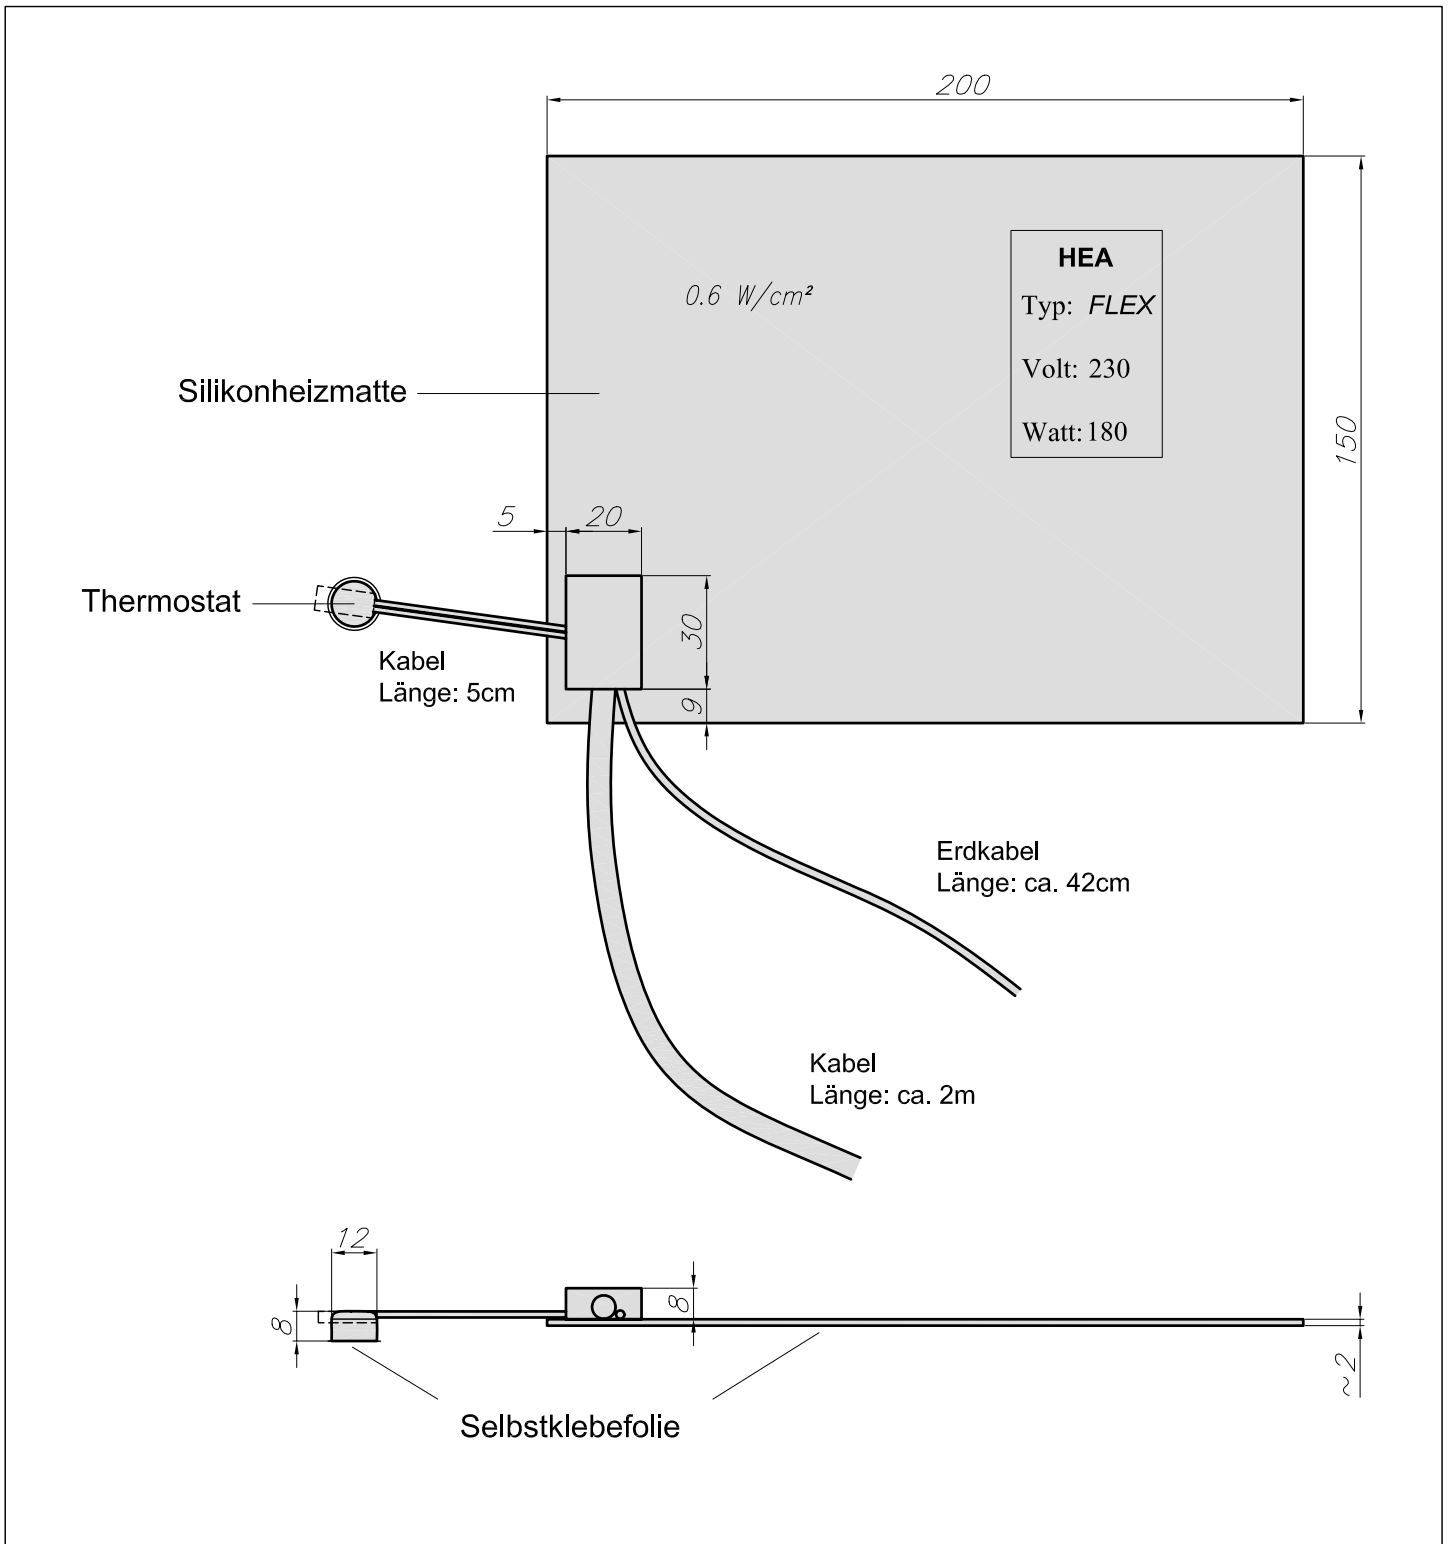 200
HEA
Typ: FLEX
0.6 W/cm²
Volt: 230
Silikonheizmatte
Watt: 180
150
5
20
Thermostat
30
Kabel
Länge: 5cm
9
Erdkabel
Länge: ca. 42cm
Kabel
Länge: ca. 2m
12
8
8
~2
Selbstklebefolie